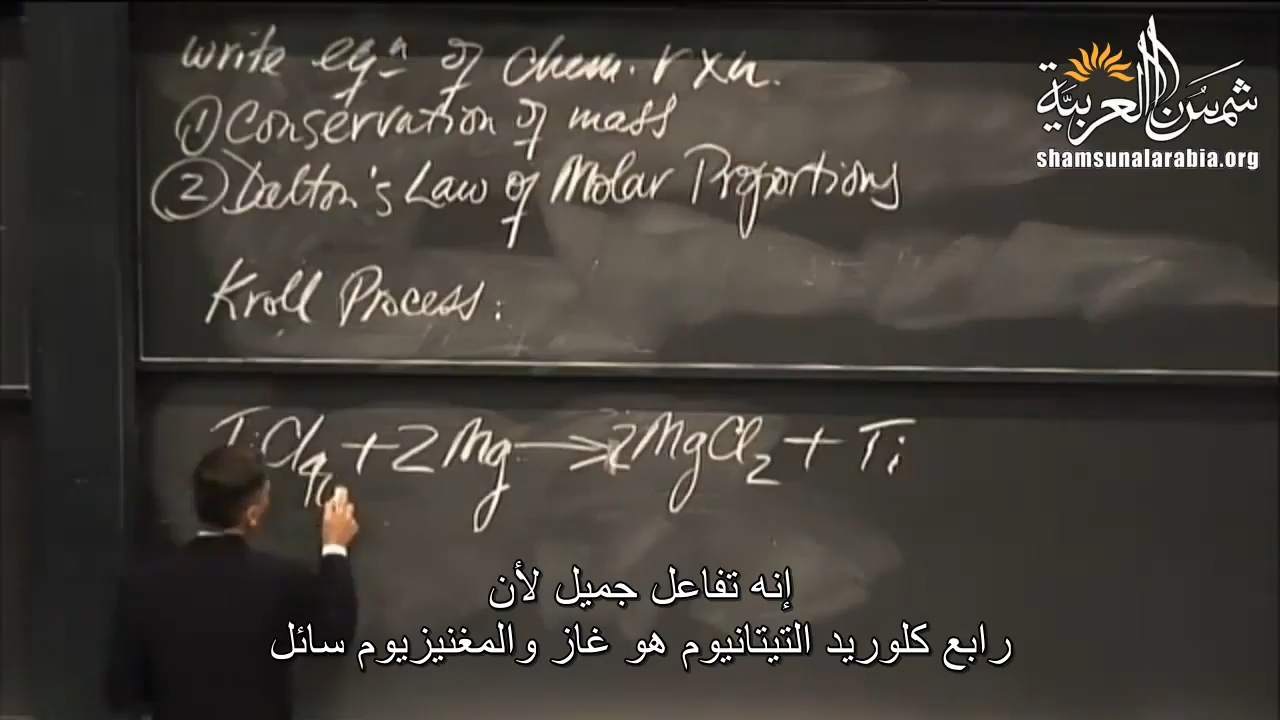 write eqⁿ of chem. rxn.
① Conservation of mass
② Dalton's Law of Molar Proportions
Kroll Process:
TiCl4 + 2Mg → 2MgCl2 + Ti
شمس العربية
shamsunalarabia.org
إنه تفاعل جميل لأن
رابع كلوريد التيتانيوم هو غاز والمغنيزيوم سائل